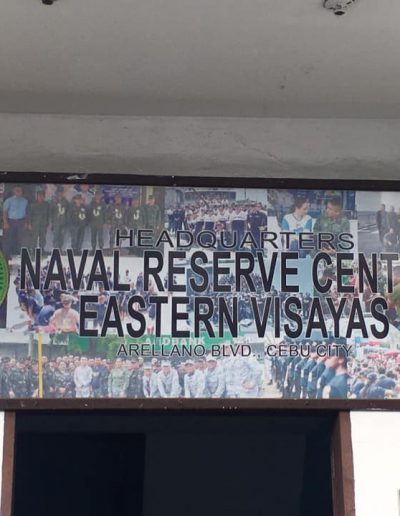 HEADQUARTERS
NAVAL RESERVE CENT
EASTERN VISAYAS
ARELLANO BLVD., CEBU CITY